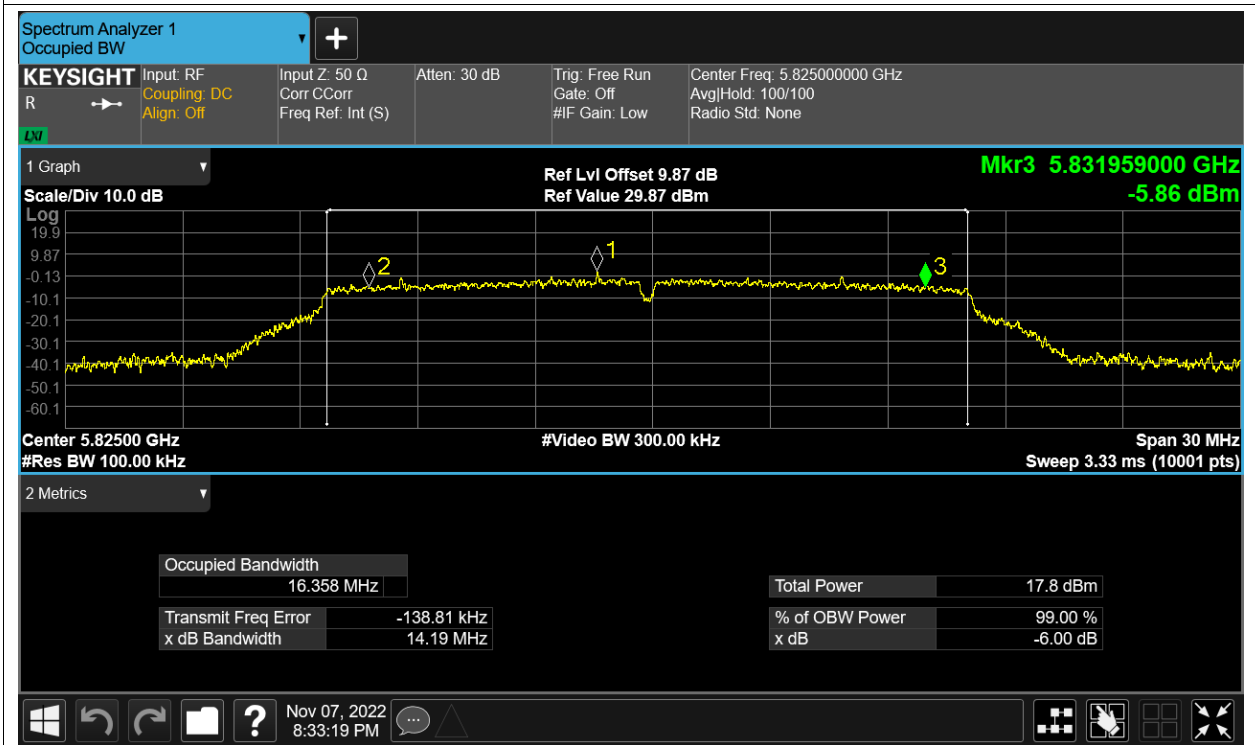 Spectrum Analyzer 1
Occupied BW
KEYSIGHT
R
LXI
Input: RF
Coupling: DC
Align: Off
Input Z: 50 Ω
Corr CCorr
Freq Ref: Int (S)
Atten: 30 dB
Trig: Free Run
Gate: Off
#IF Gain: Low
Center Freq: 5.825000000 GHz
Avg|Hold: 100/100
Radio Std: None
1 Graph
Scale/Div 10.0 dB
Ref Lvl Offset 9.87 dB
Ref Value 29.87 dBm
Mkr3 5.831959000 GHz
-5.86 dBm
Log
19.9
9.87
-0.13
-10.1
-20.1
-30.1
-40.1
-50.1
-60.1
2
1
3
Center 5.82500 GHz
#Res BW 100.00 kHz
#Video BW 300.00 kHz
Span 30 MHz
Sweep 3.33 ms (10001 pts)
2 Metrics
Occupied Bandwidth
16.358 MHz
Transmit Freq Error -138.81 kHz
x dB Bandwidth 14.19 MHz
Total Power 17.8 dBm
% of OBW Power 99.00 %
x dB -6.00 dB
?
Nov 07, 2022
8:33:19 PM